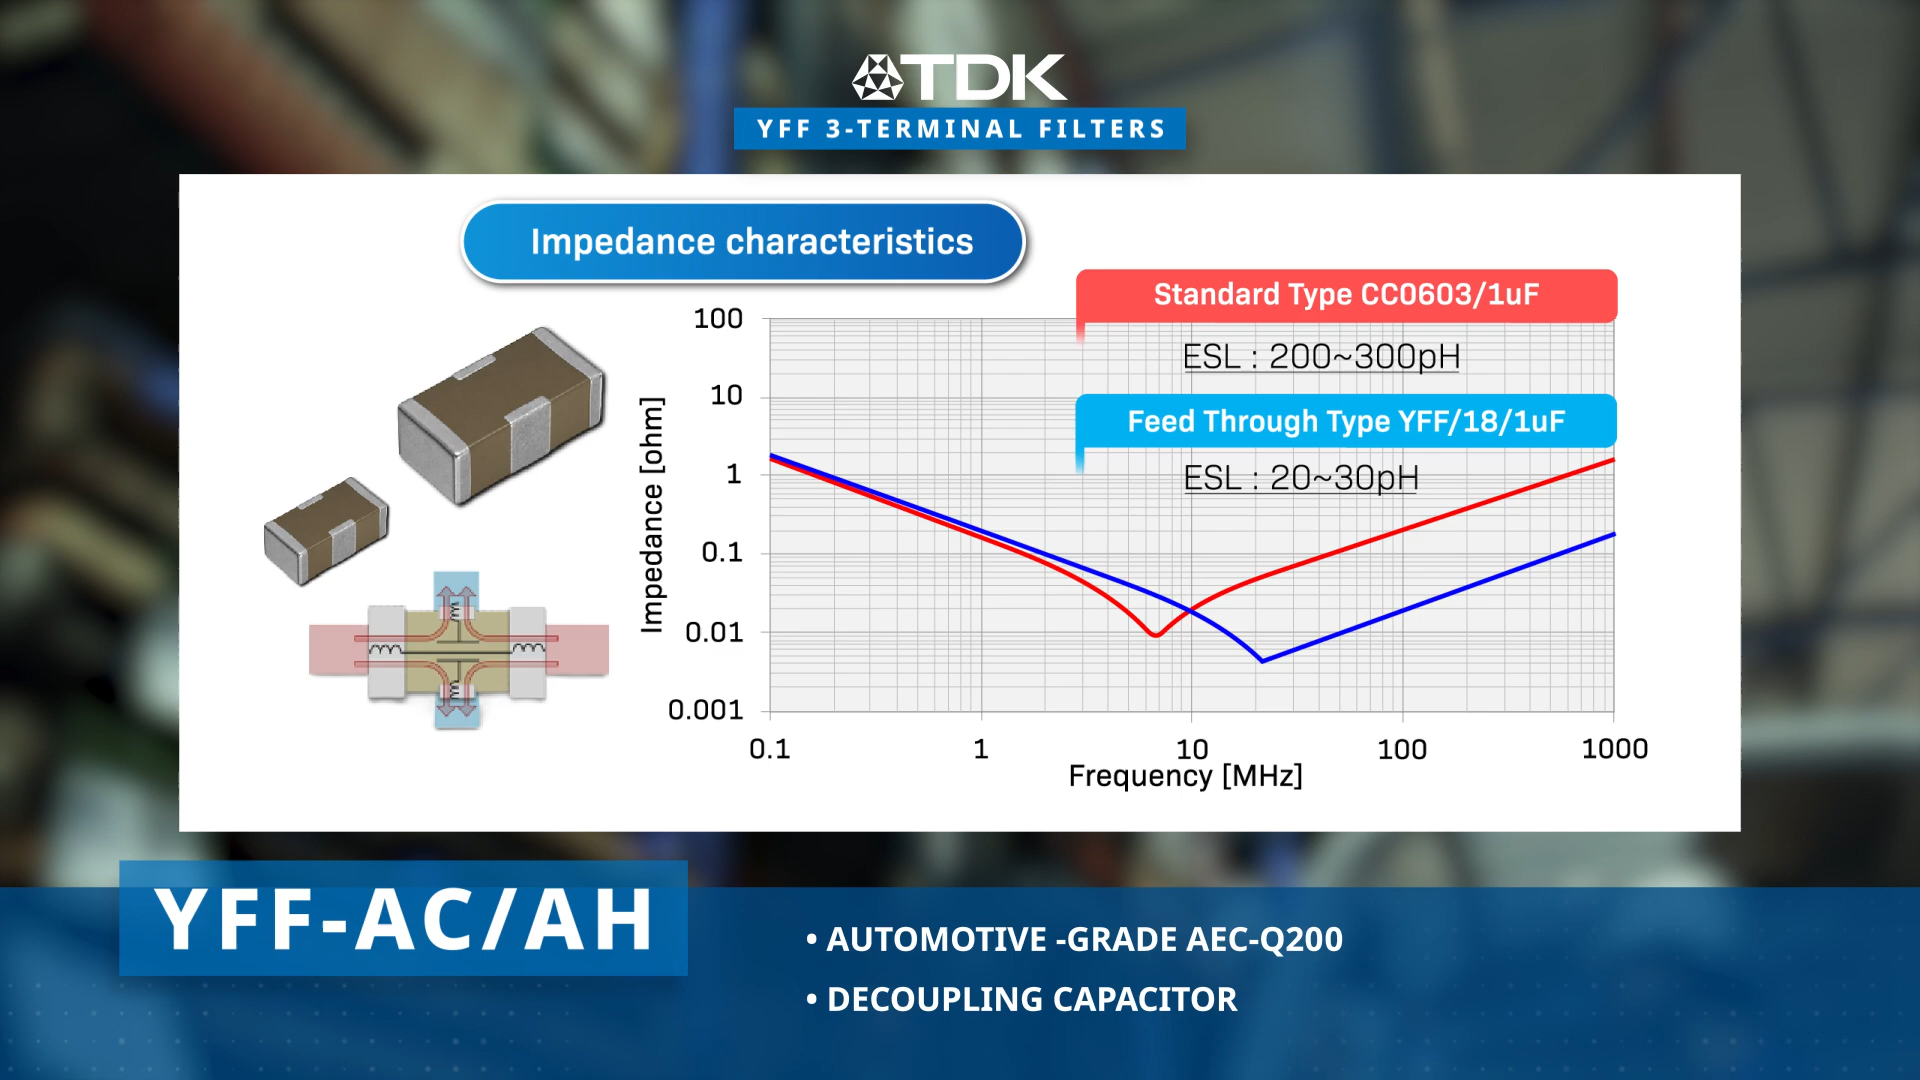 TDK
YFF 3-TERMINAL FILTERS
Impedance characteristics
Standard Type CC0603/1uF
ESL : 200~300pH
Feed Through Type YFF/18/1uF
ESL : 20~30pH
Impedance [ohm]
100
10
1
0.1
0.01
0.001
0.1 1 10 100 1000
Frequency [MHz]
YFF-AC/AH
• AUTOMOTIVE -GRADE AEC-Q200
• DECOUPLING CAPACITOR